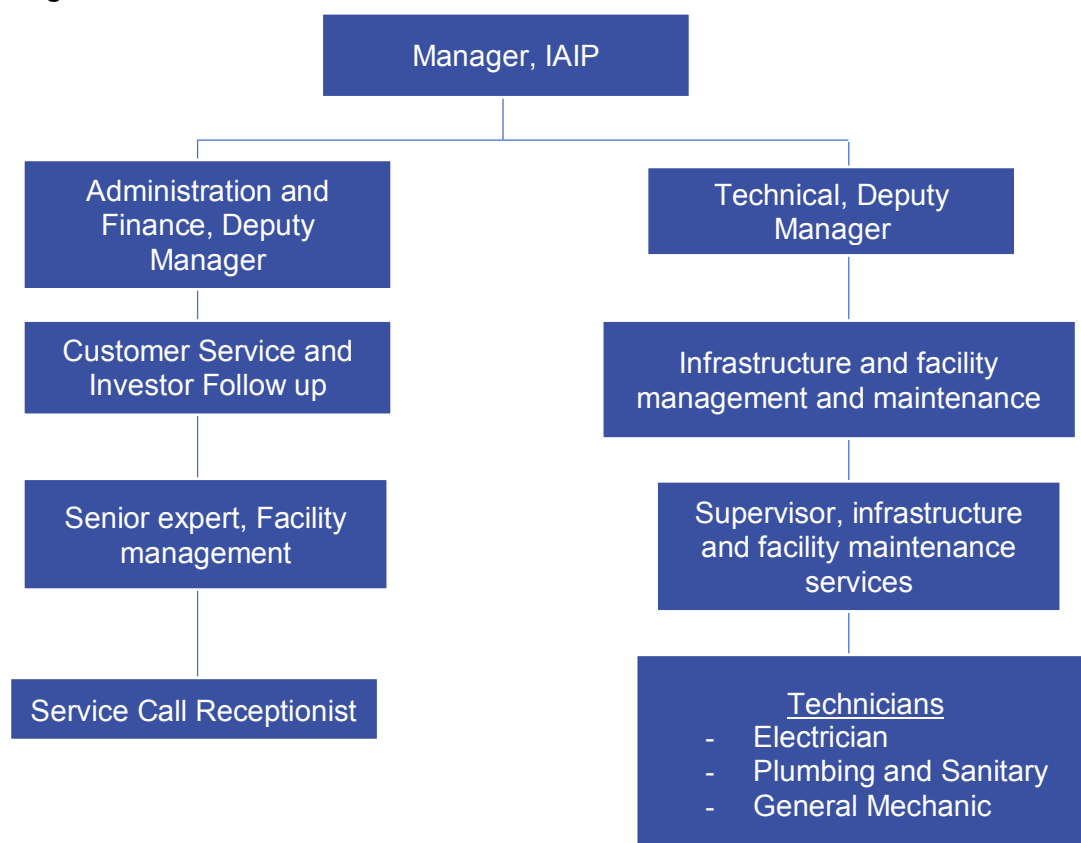 Manager, IAIP
Administration and
Finance, Deputy
Manager
Technical, Deputy
Manager
Customer Service and
Investor Follow up
Infrastructure and facility
management and maintenance
Senior expert, Facility
management
Supervisor, infrastructure
and facility maintenance
services
Service Call Receptionist
Technicians
- Electrician
- Plumbing and Sanitary
- General Mechanic